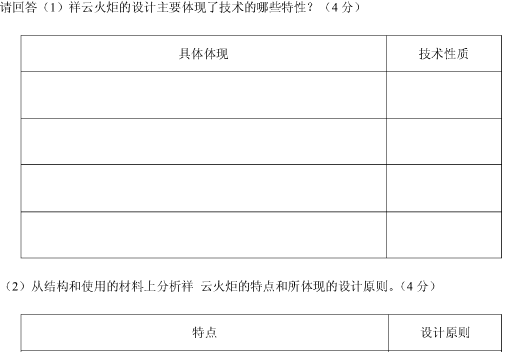 请回答（1）祥云火炬的设计主要体现了技术的哪些特性？（4 分）
具体体现 技术性质
（2）从结构和使用的材料上分析祥 云火炬的特点和所体现的设计原则。（4 分）
特点 设计原则